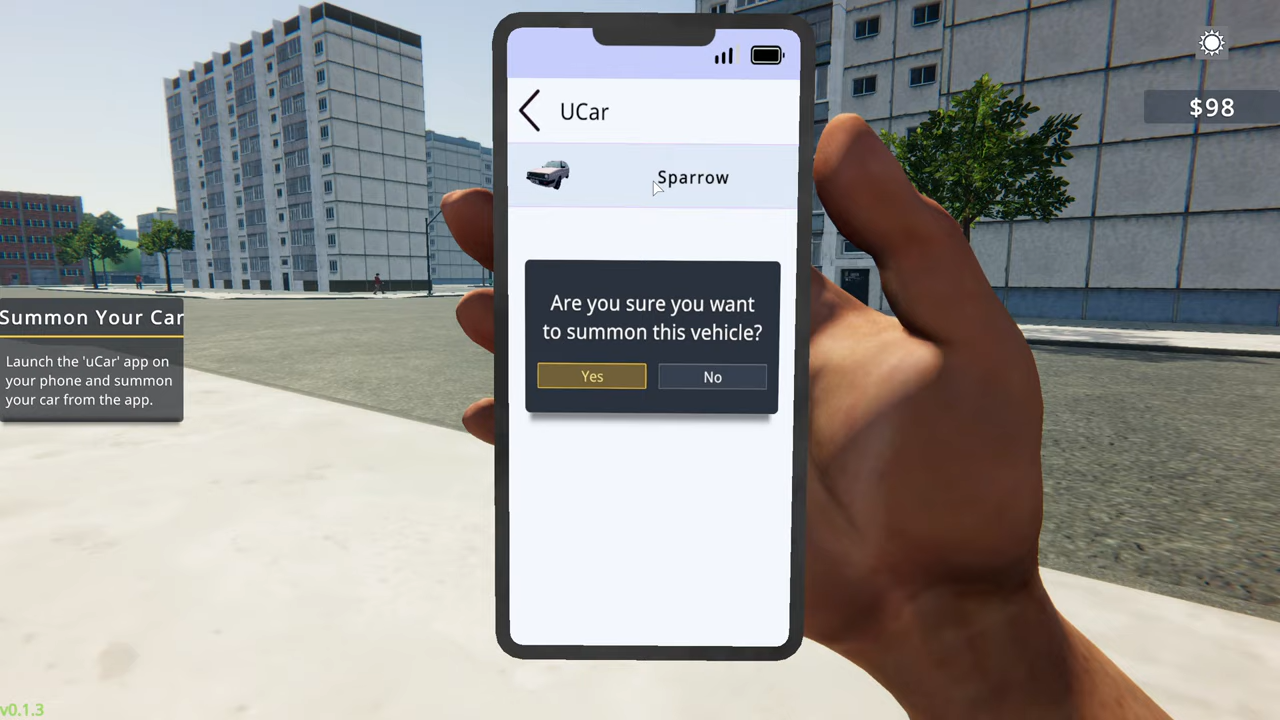 UCar
$98
Sparrow
Are you sure you want
to summon this vehicle?
Yes
No
Summon Your Car
Launch the 'uCar' app on
your phone and summon
your car from the app.
v0.1.3